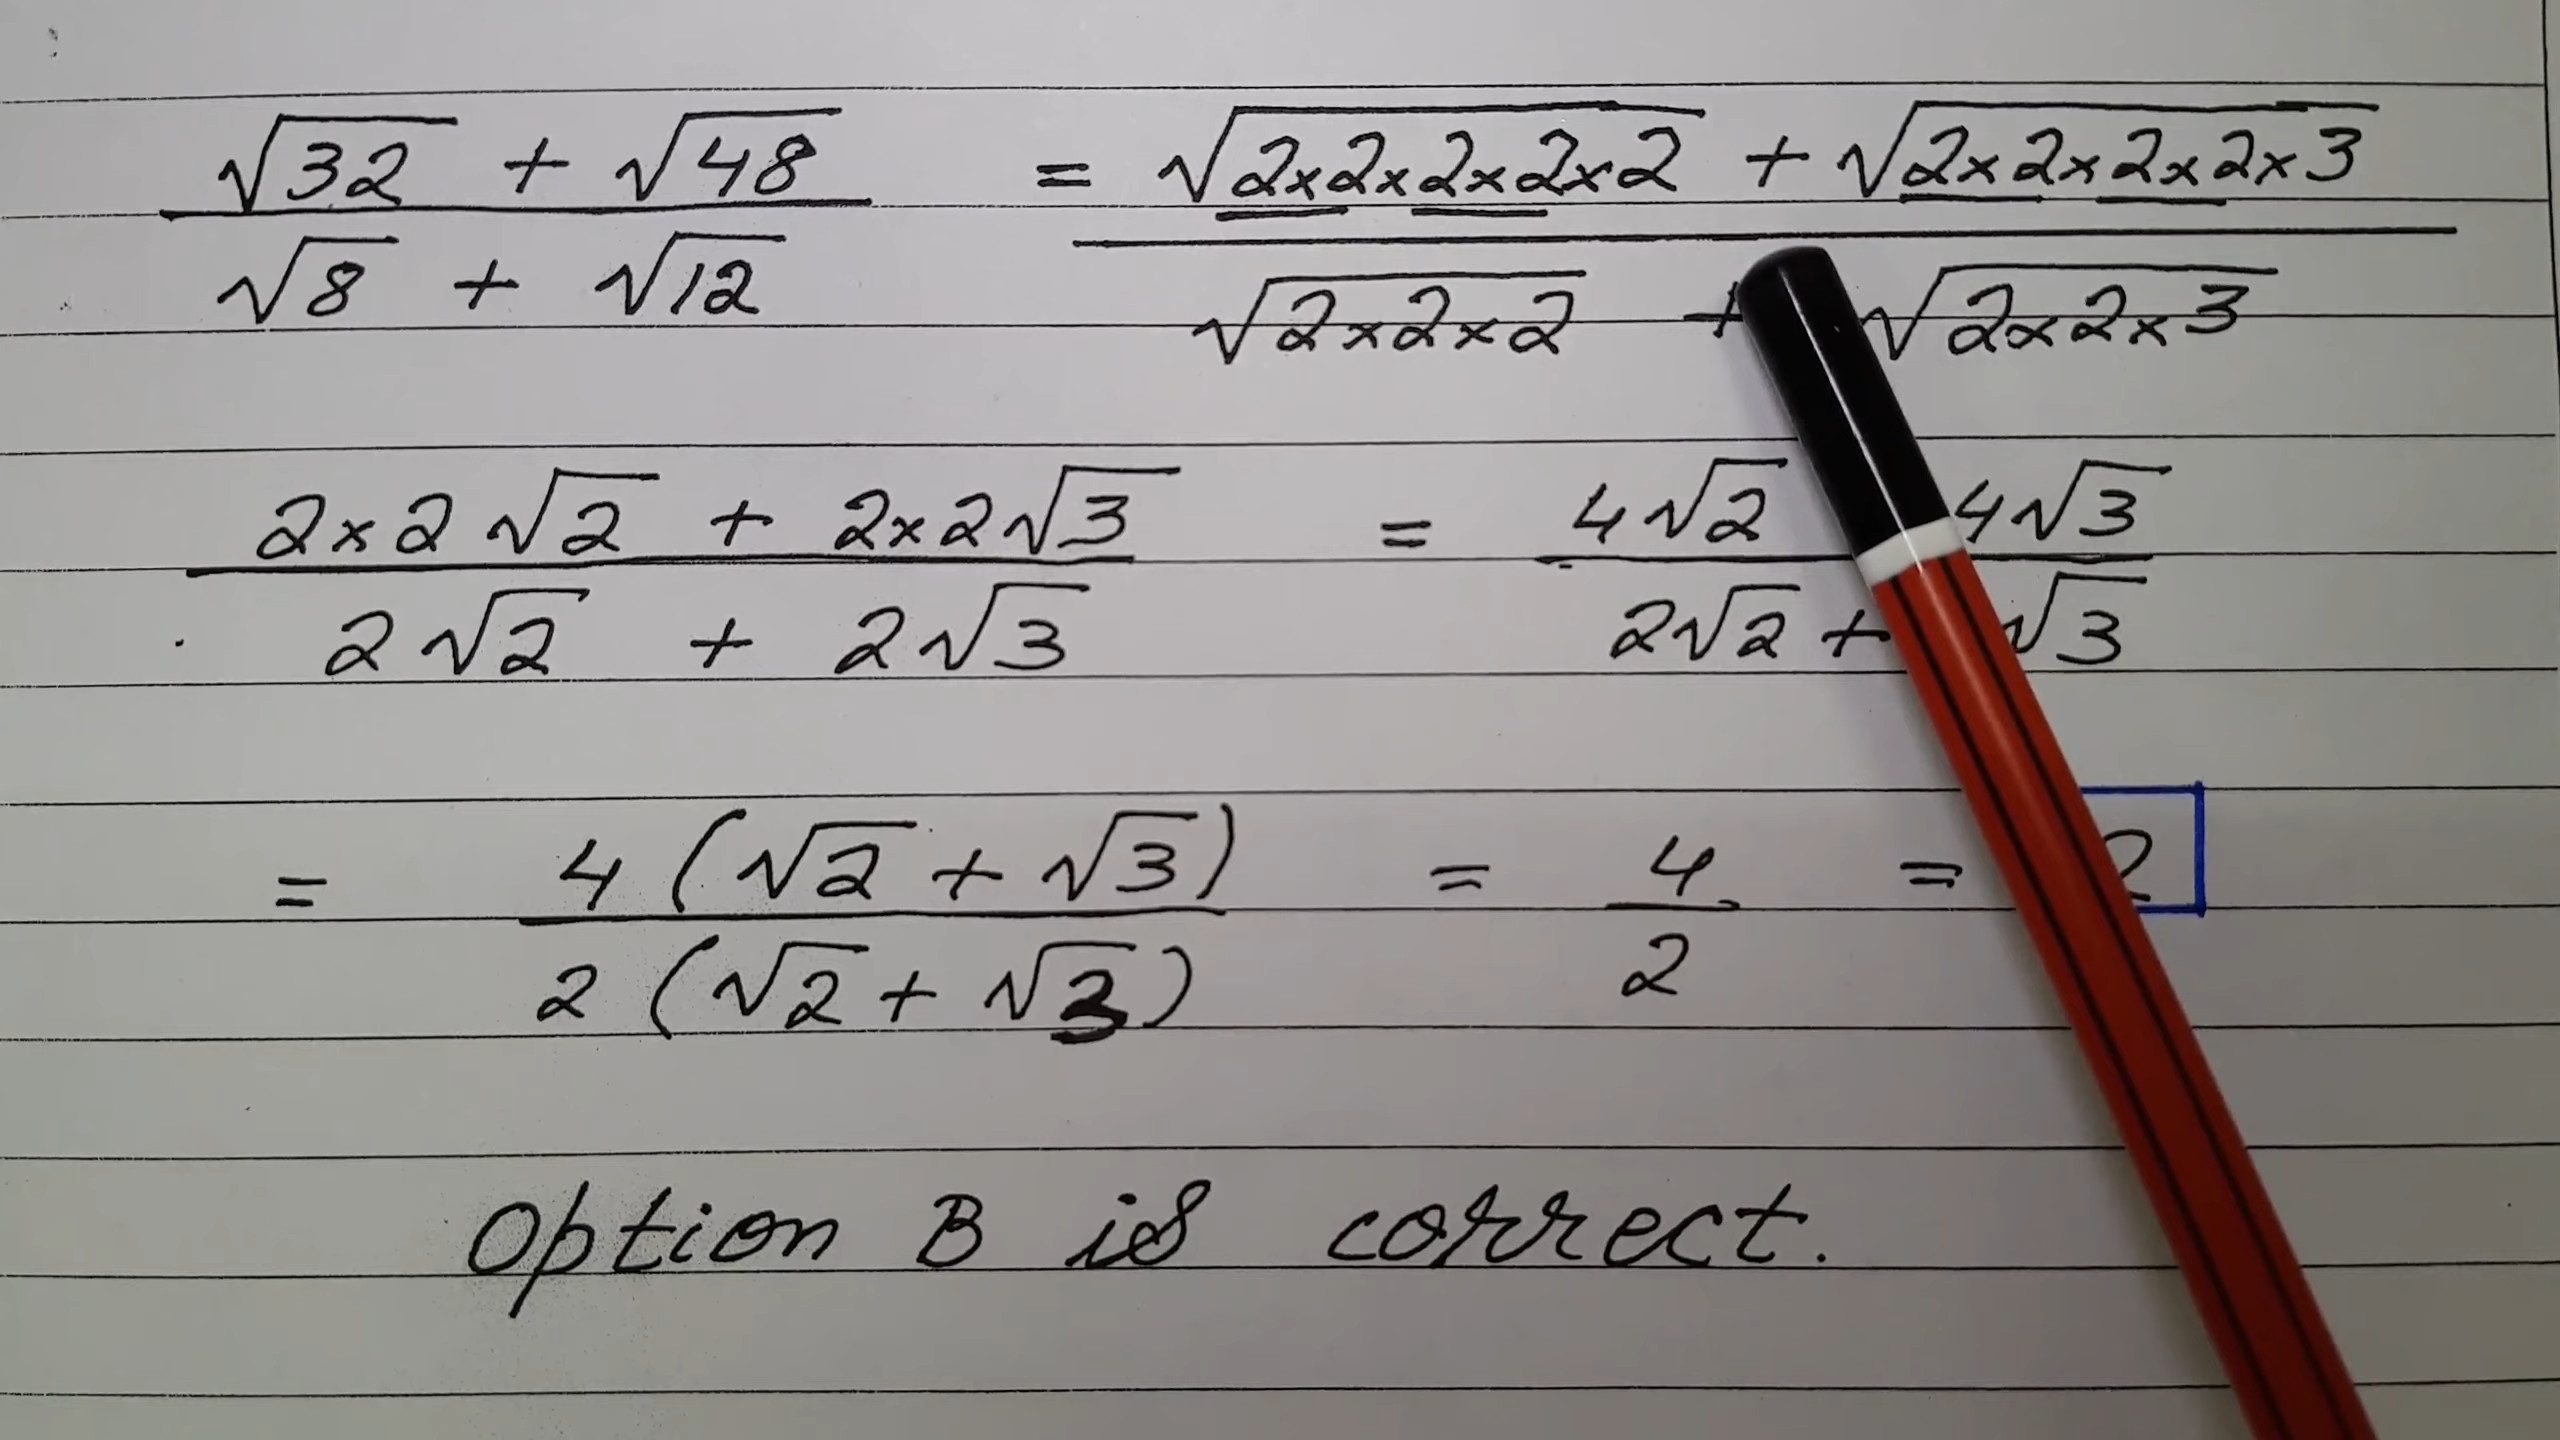 (√32 + √48) / (√8 + √12) = (√2×2×2×2×2 + √2×2×2×2×3) / (√2×2×2 + √2×2×3)
(2×2√2 + 2×2√3) / (2√2 + 2√3) = (4√2 4√3) / (2√2 + √3)
= 4(√2 + √3) / 2(√2 + √3) = 4/2 = 2
Option B is correct.